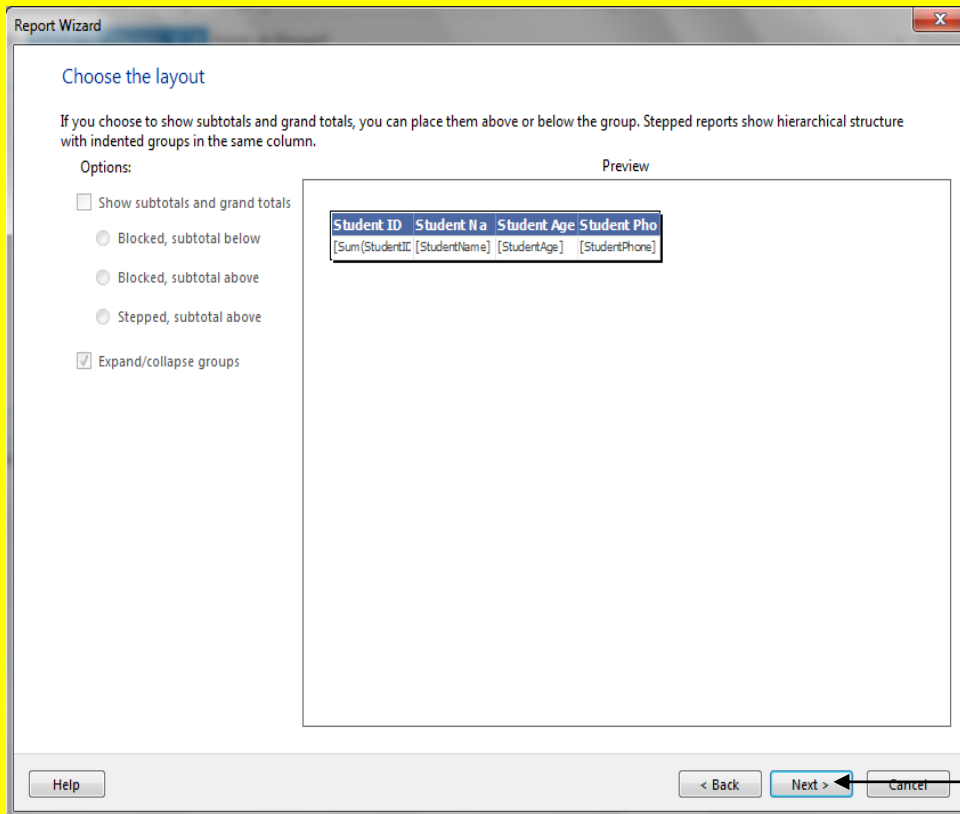 Report Wizard
X
Choose the layout
If you choose to show subtotals and grand totals, you can place them above or below the group. Stepped reports show hierarchical structure
with indented groups in the same column.
Options:
Preview
Show subtotals and grand totals
Blocked, subtotal below
Blocked, subtotal above
Stepped, subtotal above
Expand/collapse groups
Student ID Student Na Student Age Student Pho
[Sum(StudentID [StudentName] [StudentAge] [StudentPhone]
Help
< Back
Next >
Cancel